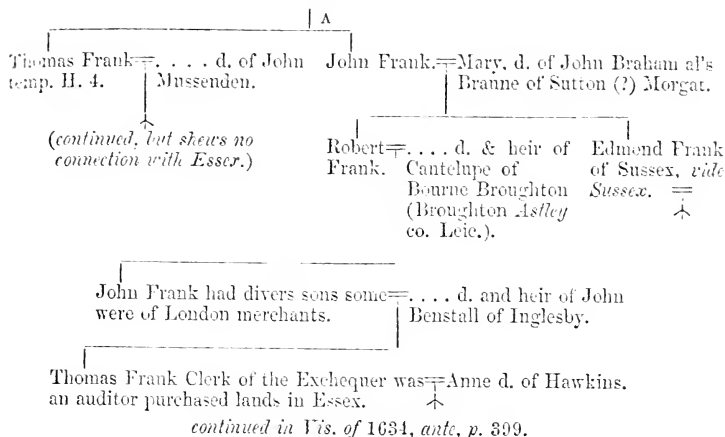 A
Thomas Frank=. . . . d. of John
temp. H. 4. Mussenden.
John Frank.=Mary, d. of John Braham al's
Braune of Sutton (?) Morgat.
(continued, but shews no
connection with Essex.)
Robert=. . . . d. & heir of
Frank. Cantelupe of
Bourne Broughton
(Broughton Astley
co. Leic.).
Edmond Frank
of Sussex, vide
Sussex. =
John Frank had divers sons some=. . . . d. and heir of John
were of London merchants. Benstall of Inglesby.
Thomas Frank Clerk of the Exchequer was=Anne d. of Hawkins.
an auditor purchased lands in Essex.
continued in Vis. of 1634, ante, p. 399.